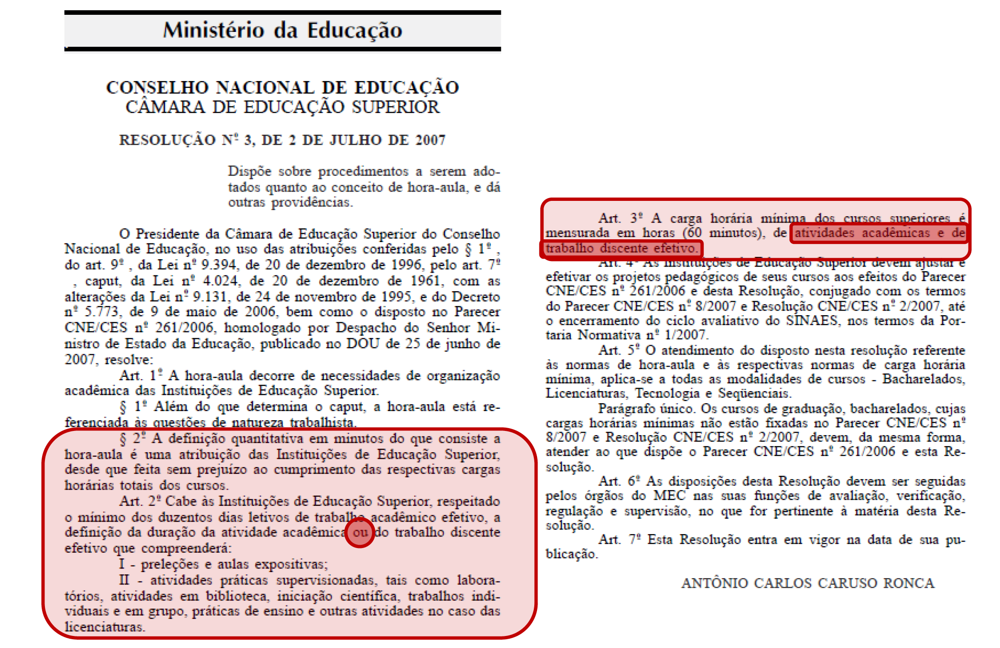 Ministério da Educação
CONSELHO NACIONAL DE EDUCAÇÃO
CÂMARA DE EDUCAÇÃO SUPERIOR
RESOLUÇÃO Nº 3, DE 2 DE JULHO DE 2007
Dispõe sobre procedimentos a serem ado-
tados quanto ao conceito de hora-aula, e dá
outras providências.
O Presidente da Câmara de Educação Superior do Conselho
Nacional de Educação, no uso das atribuições conferidas pelo § 1º ,
do art. 9º , da Lei nº 9.394, de 20 de dezembro de 1996, pelo art. 7º
, caput, da Lei nº 4.024, de 20 de dezembro de 1961, com as
alterações da Lei nº 9.131, de 24 de novembro de 1995, e do Decreto
nº 5.773, de 9 de maio de 2006, bem como o disposto no Parecer
CNE/CES nº 261/2006, homologado por Despacho do Senhor Mi-
nistro de Estado da Educação, publicado no DOU de 25 de junho de
2007, resolve:
Art. 1º A hora-aula decorre de necessidades de organização
acadêmica das Instituições de Educação Superior.
§ 1º Além do que determina o caput, a hora-aula está re-
ferenciada às questões de natureza trabalhista.
§ 2º A definição quantitativa em minutos do que consiste a
hora-aula é uma atribuição das Instituições de Educação Superior,
desde que feita sem prejuízo ao cumprimento das respectivas cargas
horárias totais dos cursos.
Art. 2º Cabe às Instituições de Educação Superior, respeitado
o mínimo dos duzentos dias letivos de trabalho acadêmico efetivo, a
definição da duração da atividade acadêmica ou do trabalho discente
efetivo que compreenderá:
I - preleções e aulas expositivas;
II - atividades práticas supervisionadas, tais como labora-
tórios, atividades em biblioteca, iniciação científica, trabalhos indi-
viduais e em grupo, práticas de ensino e outras atividades no caso das
licenciaturas.
Art. 3º A carga horária mínima dos cursos superiores é
mensurada em horas (60 minutos), de atividades acadêmicas e de
trabalho discente efetivo.
Art. 4º As Instituições de Educação Superior devem ajustar e
efetivar os projetos pedagógicos de seus cursos aos efeitos do Parecer
CNE/CES nº 261/2006 e desta Resolução, conjugado com os termos
do Parecer CNE/CES nº 8/2007 e Resolução CNE/CES nº 2/2007, até
o encerramento do ciclo avaliativo do SINAES, nos termos da Por-
taria Normativa nº 1/2007.
Art. 5º O atendimento do disposto nesta resolução referente
às normas de hora-aula e às respectivas normas de carga horária
mínima, aplica-se a todas as modalidades de cursos - Bacharelados,
Licenciaturas, Tecnologia e Seqüenciais.
Parágrafo único. Os cursos de graduação, bacharelados, cujas
cargas horárias mínimas não estão fixadas no Parecer CNE/CES nº
8/2007 e Resolução CNE/CES nº 2/2007, devem, da mesma forma,
atender ao que dispõe o Parecer CNE/CES nº 261/2006 e esta Re-
solução.
Art. 6º As disposições desta Resolução devem ser seguidas
pelos órgãos do MEC nas suas funções de avaliação, verificação,
regulação e supervisão, no que for pertinente à matéria desta Re-
solução.
Art. 7º Esta Resolução entra em vigor na data de sua pu-
blicação.
ANTÔNIO CARLOS CARUSO RONCA